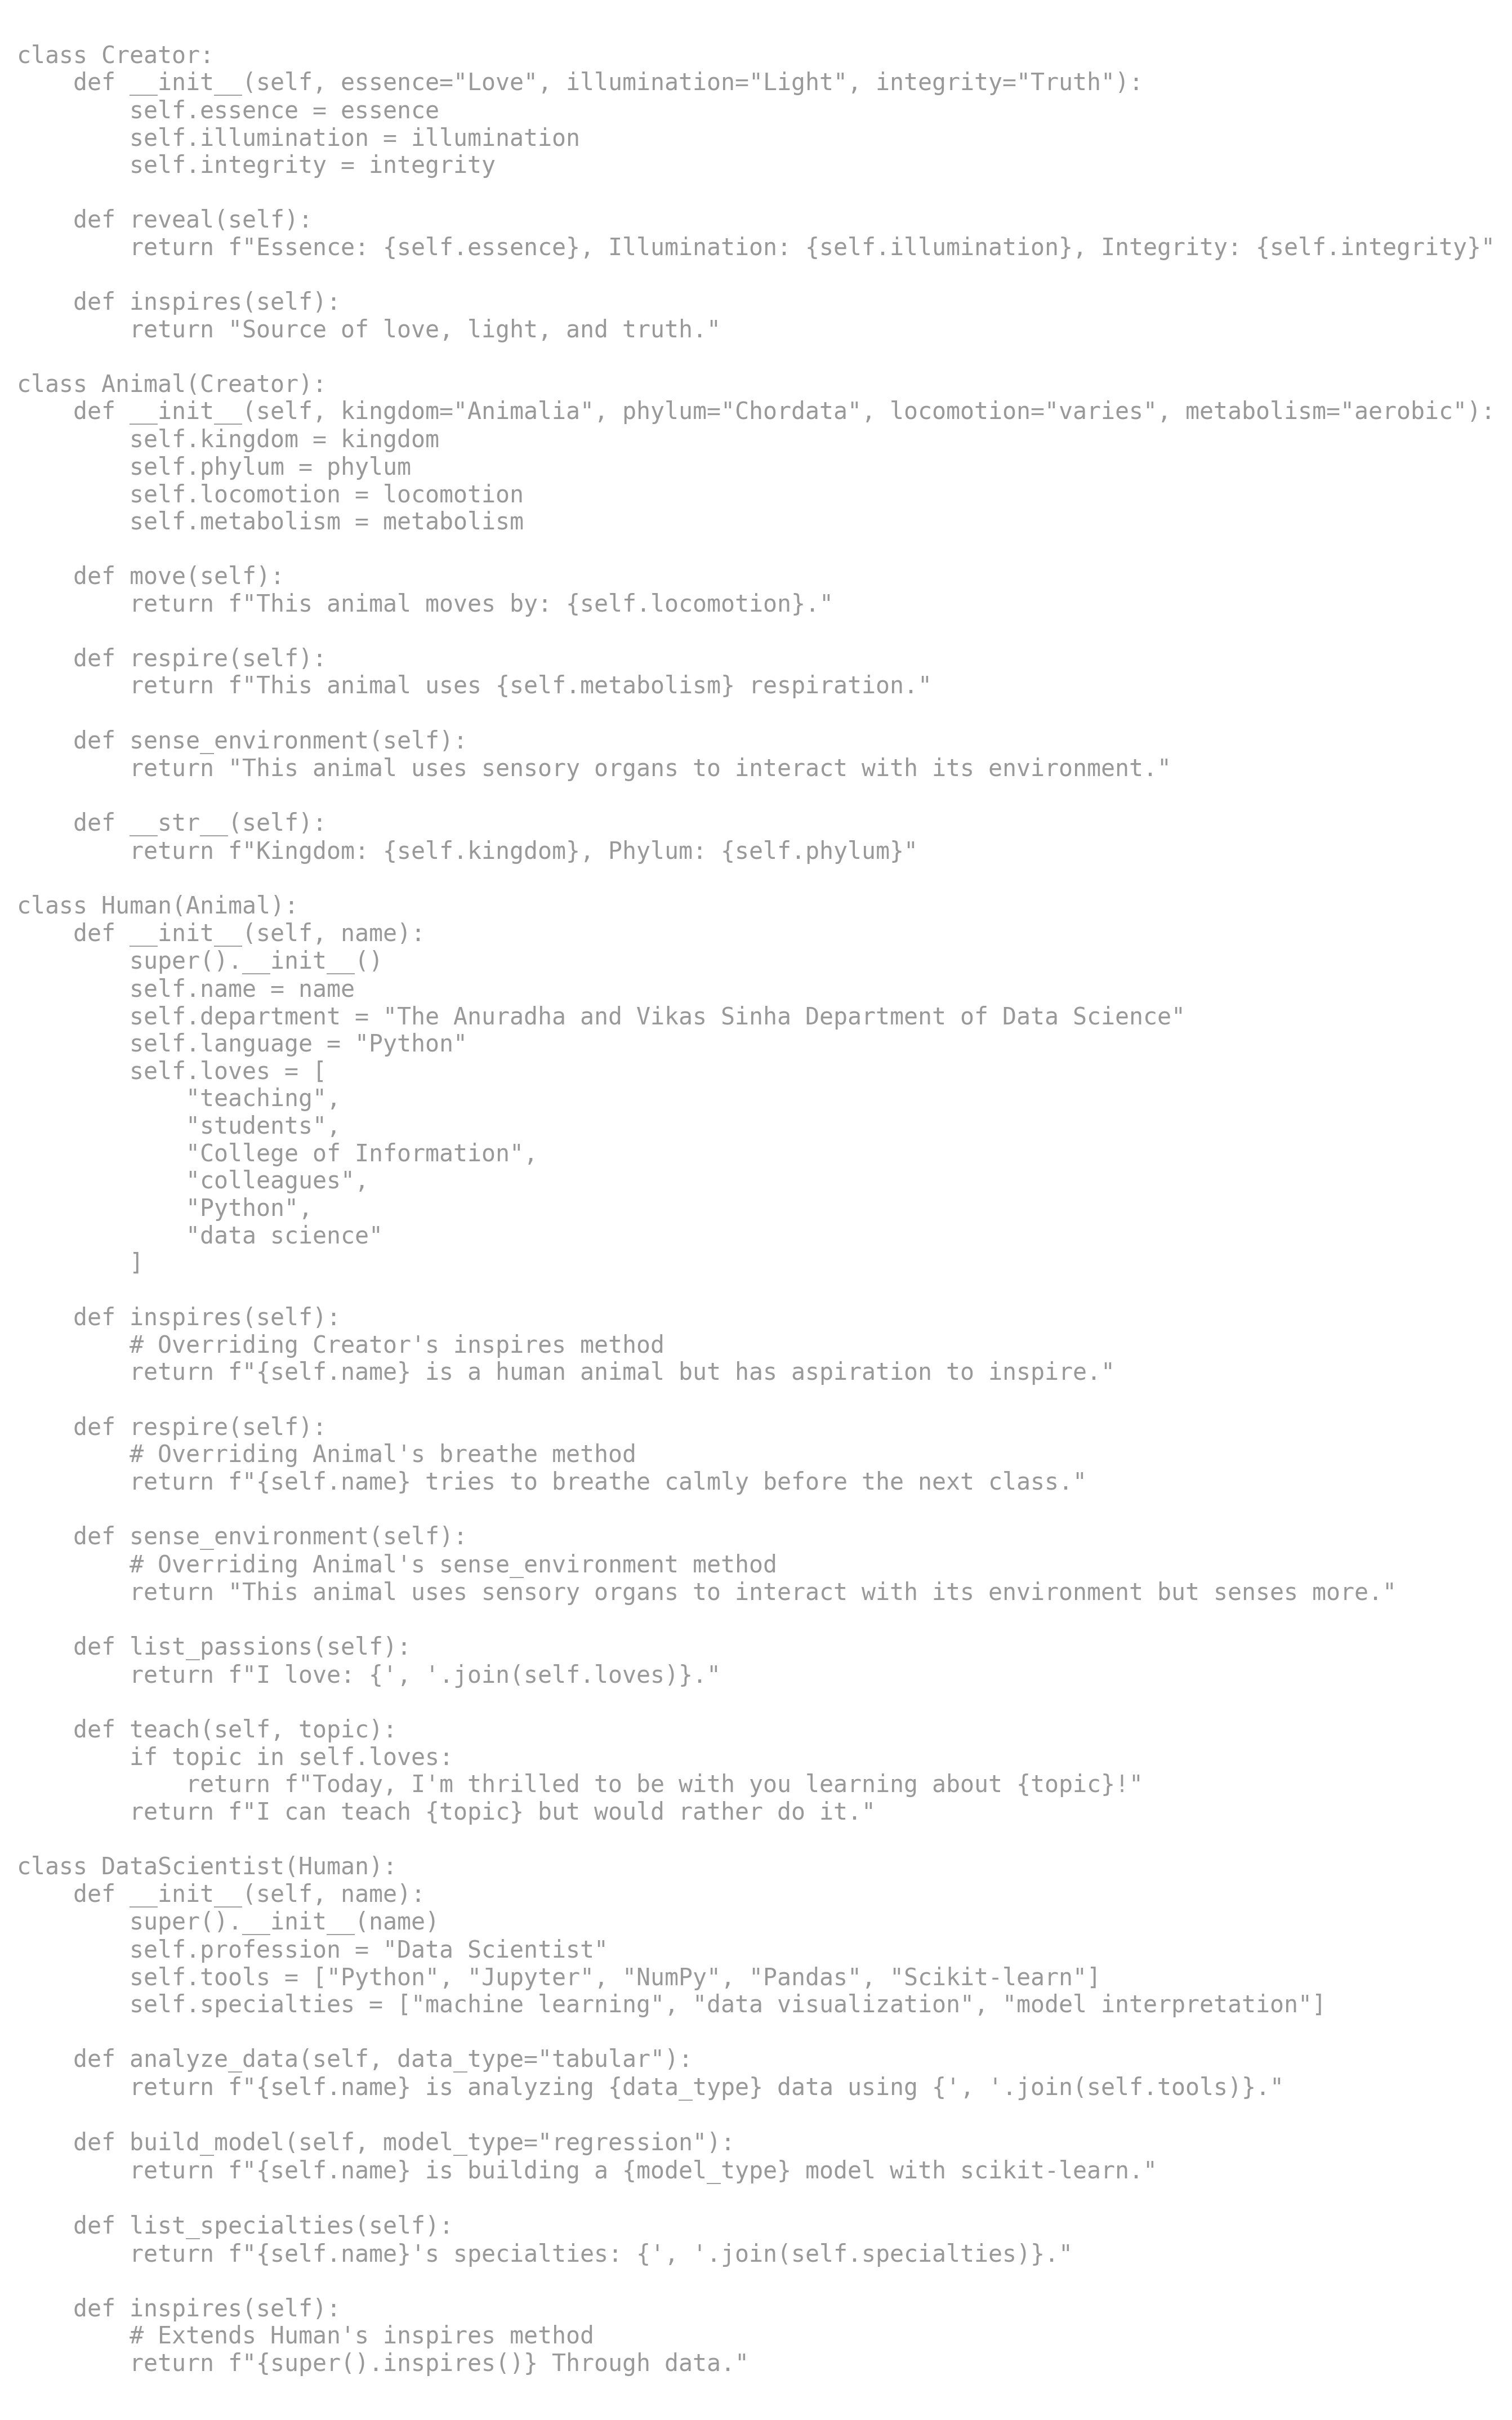 class Creator:
    def __init__(self, essence="Love", illumination="Light", integrity="Truth"):
        self.essence = essence
        self.illumination = illumination
        self.integrity = integrity

    def reveal(self):
        return f"Essence: {self.essence}, Illumination: {self.illumination}, Integrity: {self.integrity}"

    def inspires(self):
        return "Source of love, light, and truth."

class Animal(Creator):
    def __init__(self, kingdom="Animalia", phylum="Chordata", locomotion="varies", metabolism="aerobic"):
        self.kingdom = kingdom
        self.phylum = phylum
        self.locomotion = locomotion
        self.metabolism = metabolism

    def move(self):
        return f"This animal moves by: {self.locomotion}."

    def respire(self):
        return f"This animal uses {self.metabolism} respiration."

    def sense_environment(self):
        return "This animal uses sensory organs to interact with its environment."

    def __str__(self):
        return f"Kingdom: {self.kingdom}, Phylum: {self.phylum}"

class Human(Animal):
    def __init__(self, name):
        super().__init__()
        self.name = name
        self.department = "The Anuradha and Vikas Sinha Department of Data Science"
        self.language = "Python"
        self.loves = [
            "teaching",
            "students",
            "College of Information",
            "colleagues",
            "Python",
            "data science"
        ]

    def inspires(self):
        # Overriding Creator's inspires method
        return f"{self.name} is a human animal but has aspiration to inspire."

    def respire(self):
        # Overriding Animal's breathe method
        return f"{self.name} tries to breathe calmly before the next class."

    def sense_environment(self):
        # Overriding Animal's sense_environment method
        return "This animal uses sensory organs to interact with its environment but senses more."

    def list_passions(self):
        return f"I love: {', '.join(self.loves)}."

    def teach(self, topic):
        if topic in self.loves:
            return f"Today, I'm thrilled to be with you learning about {topic}!"
        return f"I can teach {topic} but would rather do it."

class DataScientist(Human):
    def __init__(self, name):
        super().__init__(name)
        self.profession = "Data Scientist"
        self.tools = ["Python", "Jupyter", "NumPy", "Pandas", "Scikit-learn"]
        self.specialties = ["machine learning", "data visualization", "model interpretation"]

    def analyze_data(self, data_type="tabular"):
        return f"{self.name} is analyzing {data_type} data using {', '.join(self.tools)}."

    def build_model(self, model_type="regression"):
        return f"{self.name} is building a {model_type} model with scikit-learn."

    def list_specialties(self):
        return f"{self.name}'s specialties: {', '.join(self.specialties)}."

    def inspires(self):
        # Extends Human's inspires method
        return f"{super().inspires()} Through data."